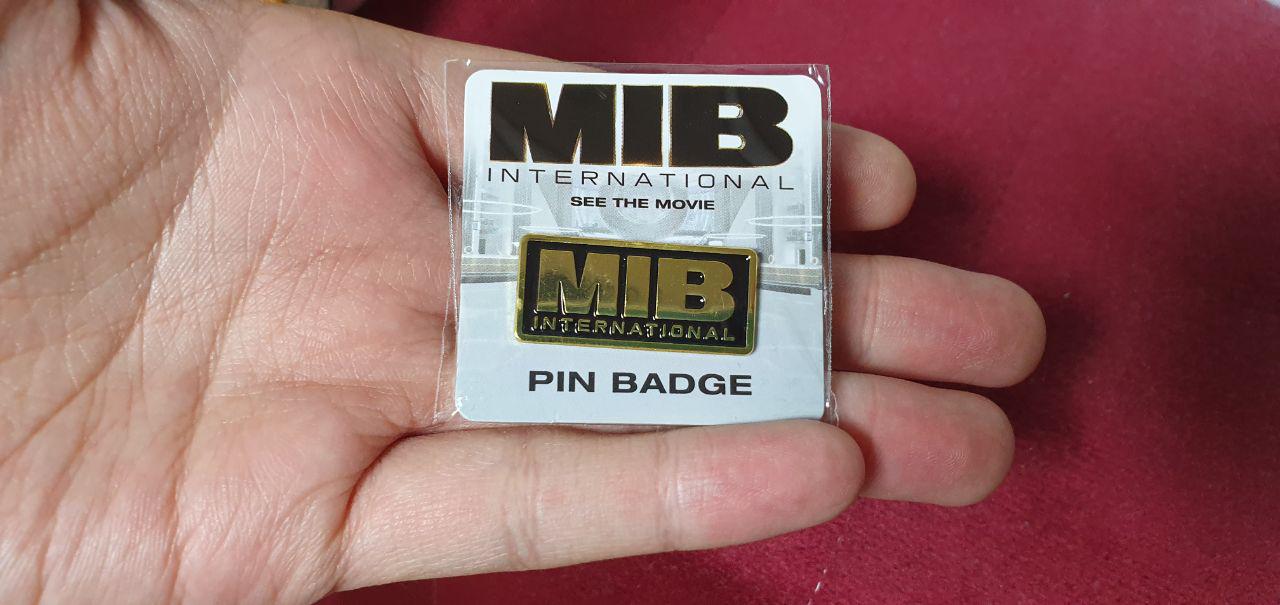 MIB
INTERNATIONAL
SEE THE MOVIE
MIB
INTERNATIONAL
PIN BADGE